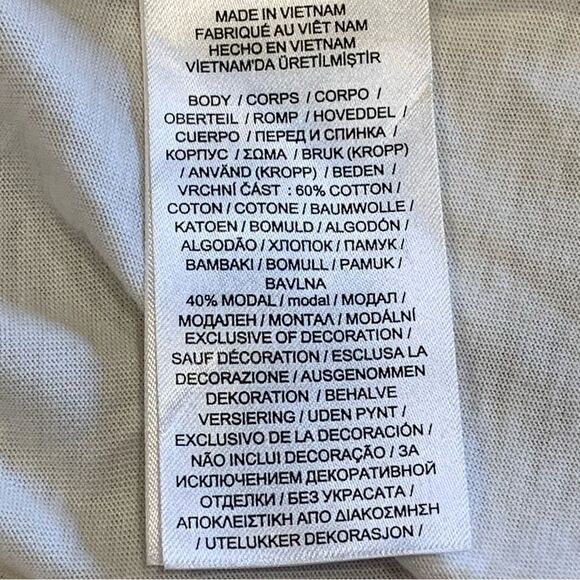 MADE IN VIETNAM
FABRIQUÉ AU VIÊT NAM
HECHO EN VIETNAM
VİETNAM'DA ÜRETİLMİŞTİR
BODY / CORPS / CORPO /
OBERTEIL / ROMP / HOVEDDEL /
CUERPO / ПЕРЕД И СПИНКА /
КОРПУС / ΣΩΜΑ / BRUK (KROPP)
/ ANVÄND (KROPP) / BEDEN /
VRCHNÍ ČÁST : 60% COTTON /
COTON / COTONE / BAUMWOLLE /
KATOEN / BOMULD / ALGODÓN /
ALGODÃO / ХЛОПОК / ПАМУК /
BAMBAKI / BOMULL / PAMUK /
BAVLNA
40% MODAL / modal / МОДАЛ /
МОДАЛЕН / ΜΟΝΤΑΛ / MODÁLNÍ
EXCLUSIVE OF DECORATION /
SAUF DÉCORATION / ESCLUSA LA
DECORAZIONE / AUSGENOMMEN
DEKORATION / BEHALVE
VERSIERING / UDEN PYNT /
EXCLUSIVO DE LA DECORACIÓN /
NÃO INCLUI DECORAÇÃO / ЗА
ИСКЛЮЧЕНИЕМ ДЕКОРАТИВНОЙ
ОТДЕЛКИ / БЕЗ УКРАСАТА /
ΑΠΟΚΛΕΙΣΤΙΚΗ ΑΠΟ ΔΙΑΚΟΣΜΗΣΗ
/ UTELUKKER DEKORASJON /